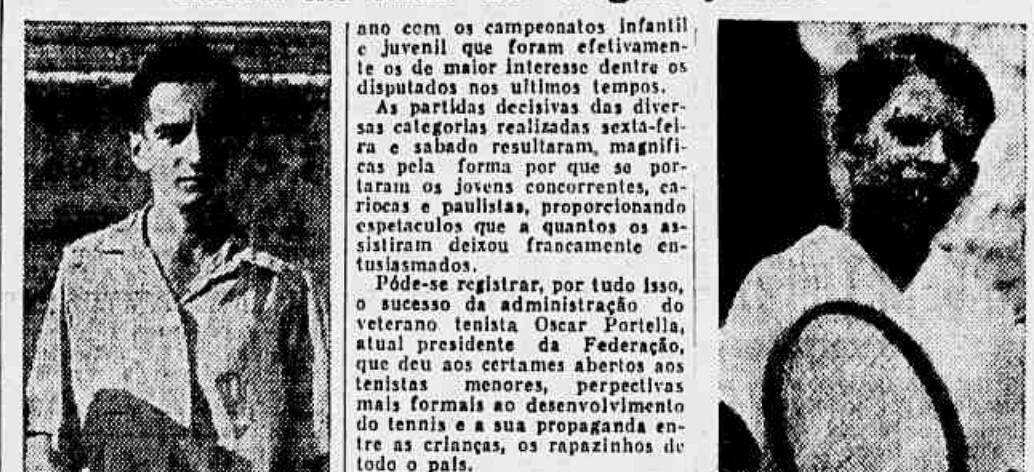 ano com os campeonatos infantil
e juvenil que foram efetivamen-
te os de maior interesse dentre os
disputados nos ultimos tempos.
As partidas decisivas das diver-
sas categorias realizadas sexta-fei-
ra e sabado resultaram, magnifi-
cas pela forma por que se por-
taram os jovens concorrentes, ca-
riocas e paulistas, proporcionando
espetaculos que a quantos os as-
sistiram deixou francamente en-
tusiasmados.
Póde-se registrar, por tudo isso,
o sucesso da administração do
veterano tenista Oscar Portella,
atual presidente da Federação,
que deu aos certames abertos aos
tenistas menores, perpectivas
mais formais ao desenvolvimento
do tennis e a sua propaganda en-
tre as crianças, os rapazinhos de
todo o país.